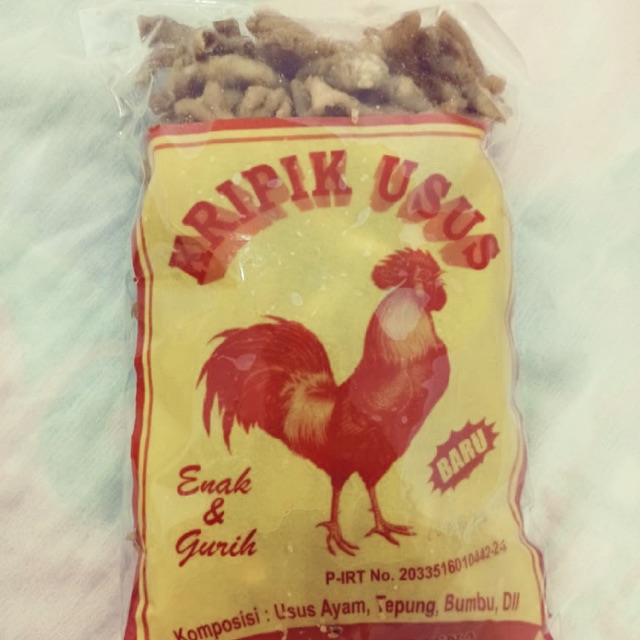 KRIPIK USUS
BARU
Enak
&
Gurih
P-IRT No. 2033516010442-24
Komposisi : Usus Ayam, Tepung, Bumbu, Dll